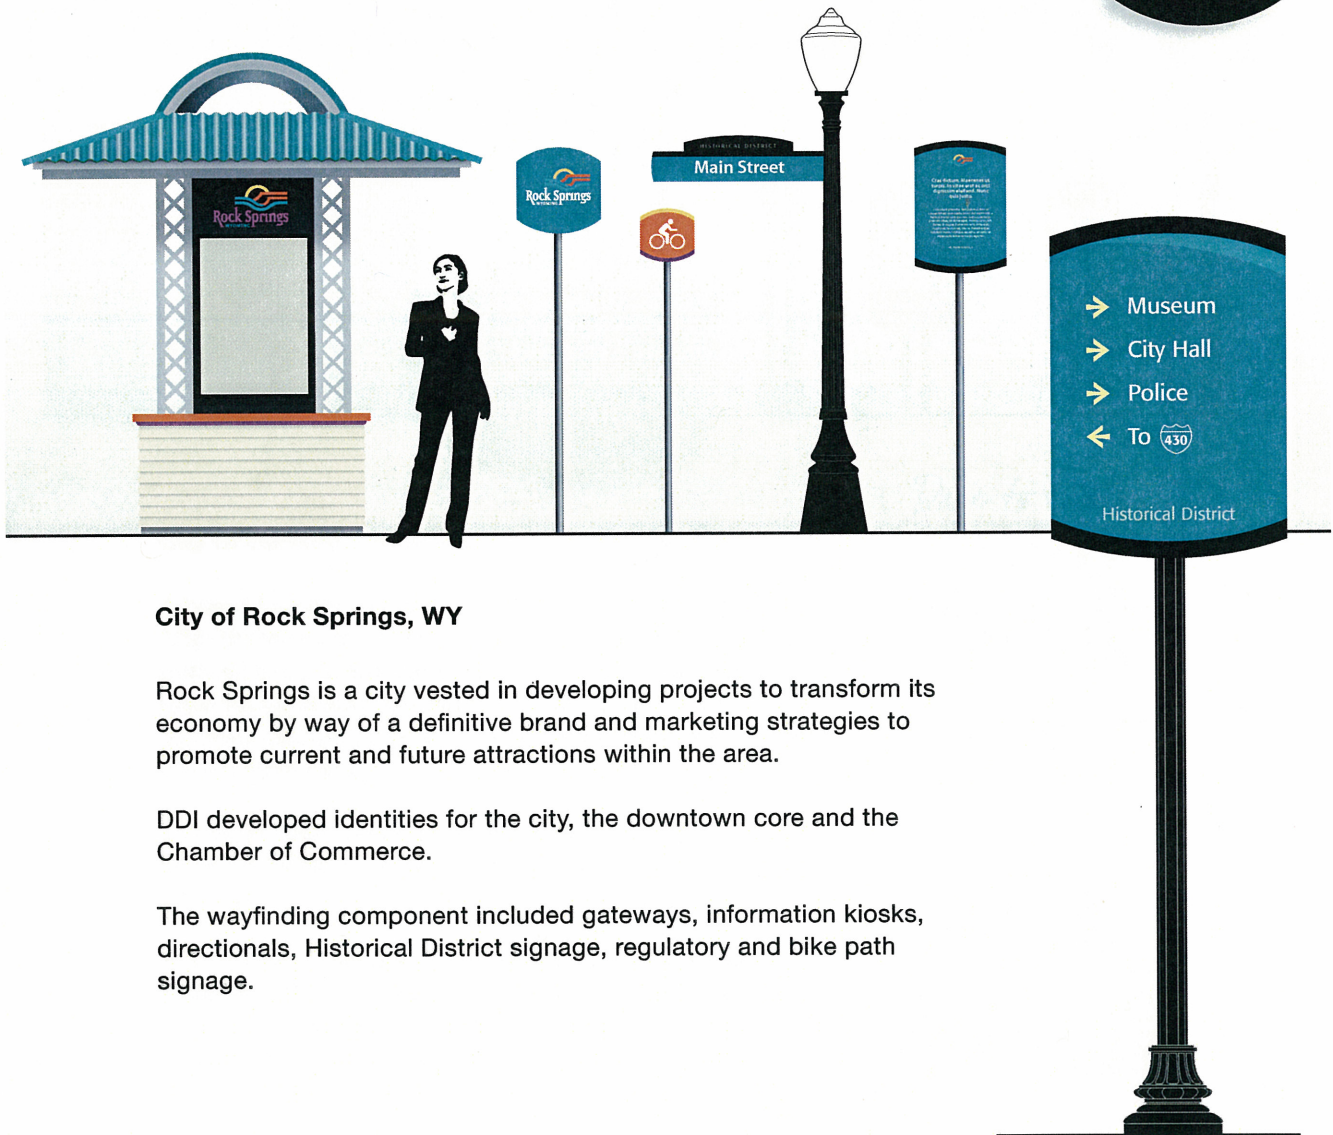 Rock Springs
WYOMING
Rock Springs
WYOMING
HISTORICAL DISTRICT
Main Street
Museum
City Hall
Police
To 430
Historical District
City of Rock Springs, WY
Rock Springs is a city vested in developing projects to transform its
economy by way of a definitive brand and marketing strategies to
promote current and future attractions within the area.
DDI developed identities for the city, the downtown core and the
Chamber of Commerce.
The wayfinding component included gateways, information kiosks,
directionals, Historical District signage, regulatory and bike path
signage.